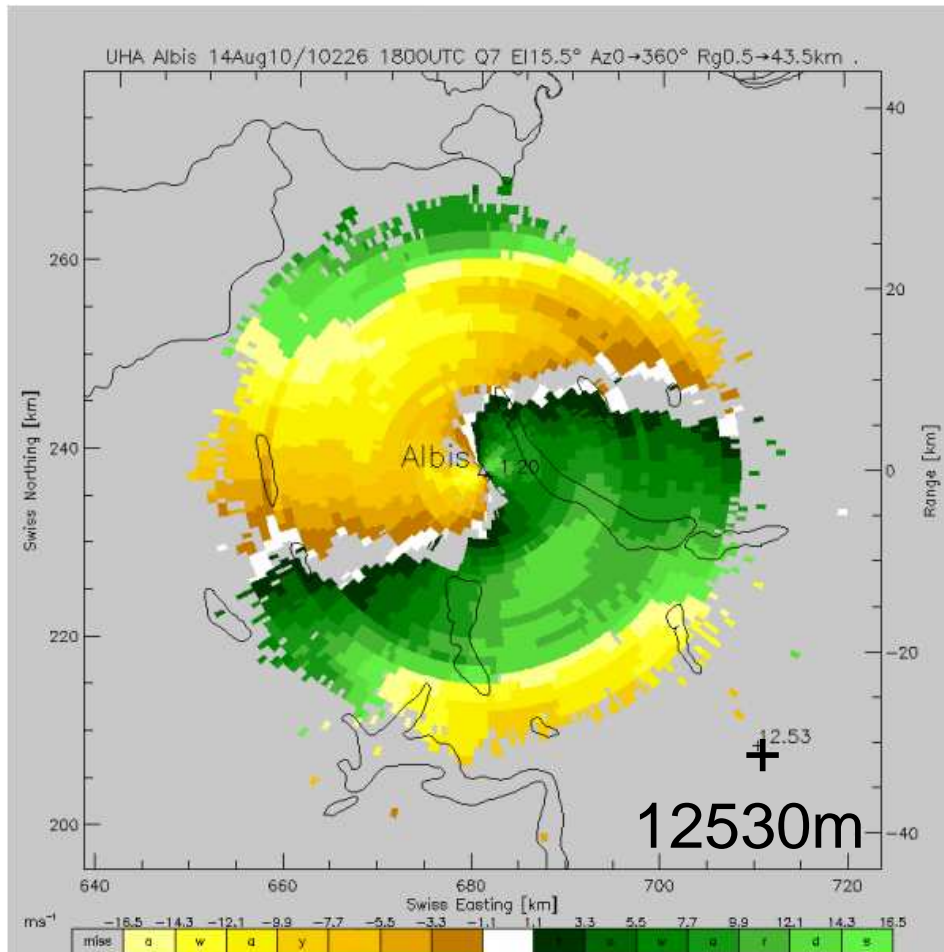 UHA Albis 14Aug10/10226 1800UTC Q7 El15.5° Az0→360° Rg0.5→43.5km .
40
260
20
Swiss Northing [km]
240
Albis
1.20
0
Range [km]
220
-20
12.53
+
12530m
200
-40
640 660 680 700 720
Swiss Easting [km]
ms⁻¹ -16.5 -14.3 -12.1 -9.9 -7.7 -5.5 -3.3 -1.1 1.1 3.3 5.5 7.7 9.9 12.1 14.3 16.5
miss a w a y t o w a r d s